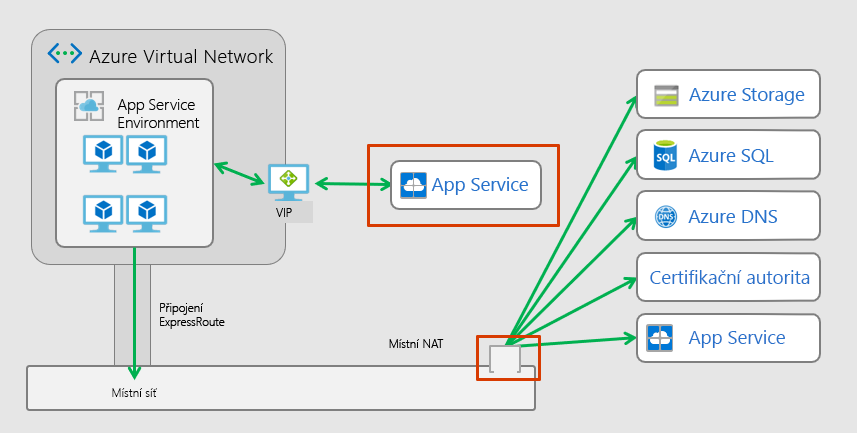 Azure Virtual Network
App Service
Environment
VIP
App Service
Azure Storage
SQL
Azure SQL
DNS
Azure DNS
Certifikační autorita
App Service
Připojení
ExpressRoute
Místní NAT
Místní síť